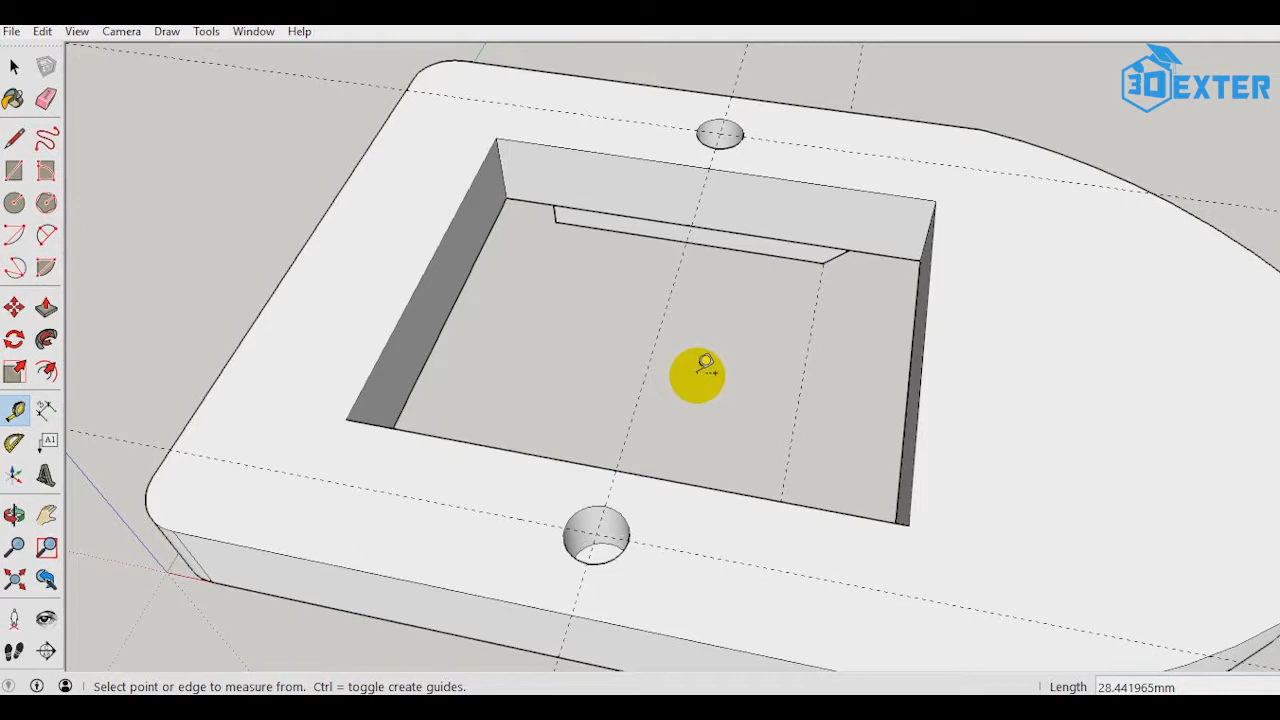 File Edit View Camera Draw Tools Window Help
3DEXTER
A1
Select point or edge to measure from. Ctrl = toggle create guides.
Length 28.441965mm